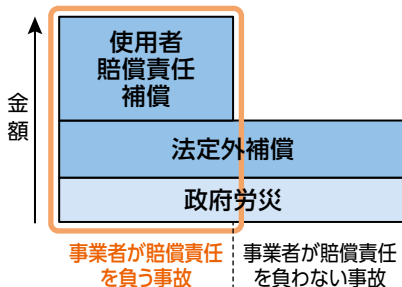 金額
使用者
賠償責任
補償
法定外補償
政府労災
事業者が賠償責任
を負う事故
事業者が賠償責任
を負わない事故